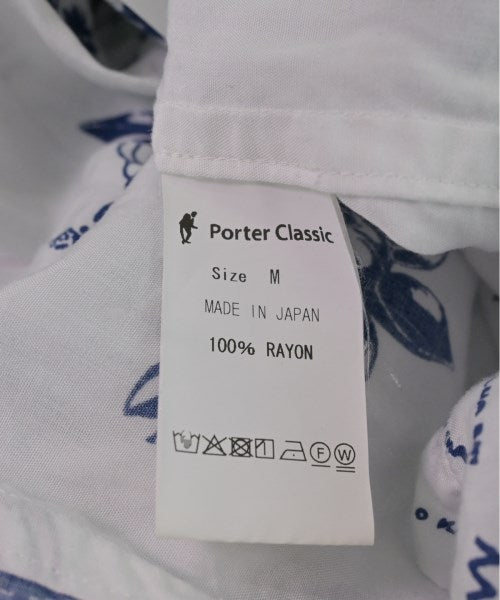 Porter Classic
Size M
MADE IN JAPAN
100% RAYON
F
W